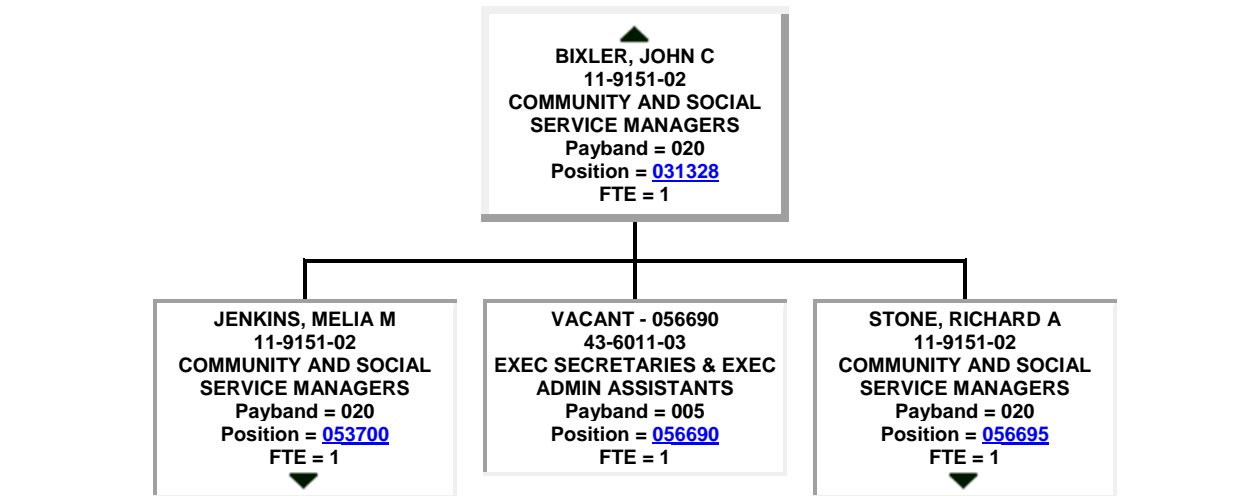 BIXLER, JOHN C
11-9151-02
COMMUNITY AND SOCIAL
SERVICE MANAGERS
Payband = 020
Position = 031328
FTE = 1
JENKINS, MELIA M
11-9151-02
COMMUNITY AND SOCIAL
SERVICE MANAGERS
Payband = 020
Position = 053700
FTE = 1
VACANT - 056690
43-6011-03
EXEC SECRETARIES & EXEC
ADMIN ASSISTANTS
Payband = 005
Position = 056690
FTE = 1
STONE, RICHARD A
11-9151-02
COMMUNITY AND SOCIAL
SERVICE MANAGERS
Payband = 020
Position = 056695
FTE = 1